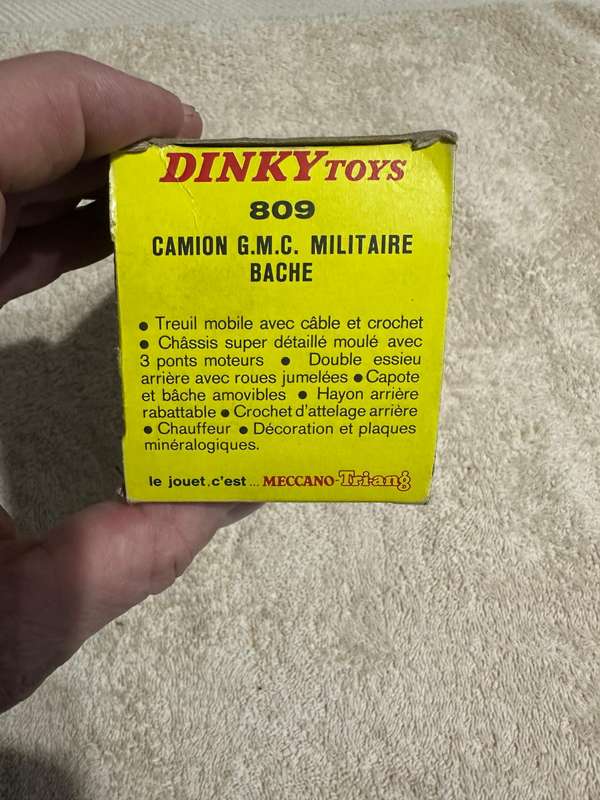 DINKY TOYS
809
CAMION G.M.C. MILITAIRE
BACHE
● Treuil mobile avec câble et crochet
● Châssis super détaillé moulé avec
3 ponts moteurs ● Double essieu
arrière avec roues jumelées ● Capote
et bâche amovibles ● Hayon arrière
rabattable ● Crochet d'attelage arrière
● Chauffeur ● Décoration et plaques
minéralogiques.
le jouet.c'est... MECCANO-Tri-ang